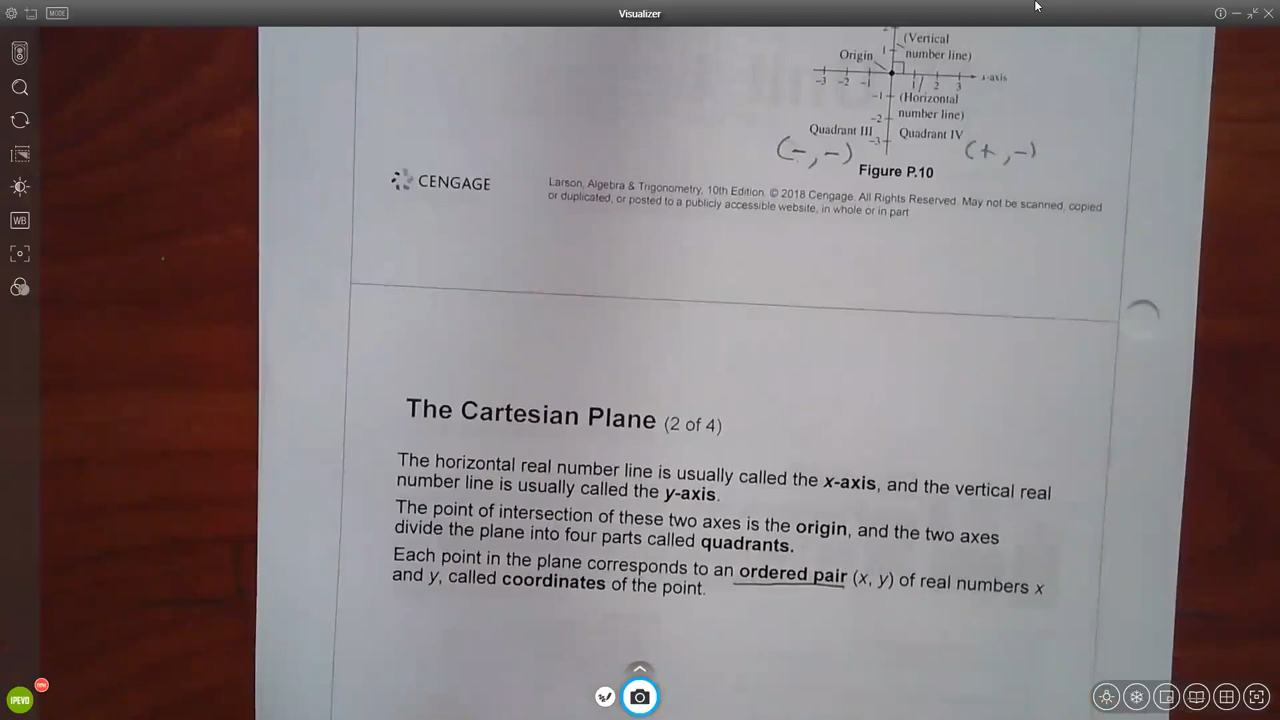 MODE
Visualizer
(Vertical
number line)
1
Origin
x-axis
-3 -2 -1 1 2 3
-1
(Horizontal
number line)
-2
Quadrant III
Quadrant IV
-3
(-, -)
(+, -)
Figure P.10
CENGAGE
Larson, Algebra & Trigonometry, 10th Edition. © 2018 Cengage. All Rights Reserved. May not be scanned, copied
or duplicated, or posted to a publicly accessible website, in whole or in part
The Cartesian Plane (2 of 4)
The horizontal real number line is usually called the x-axis, and the vertical real
number line is usually called the y-axis.
The point of intersection of these two axes is the origin, and the two axes
divide the plane into four parts called quadrants.
Each point in the plane corresponds to an ordered pair (x, y) of real numbers x
and y, called coordinates of the point.
WB
IPEVO
new